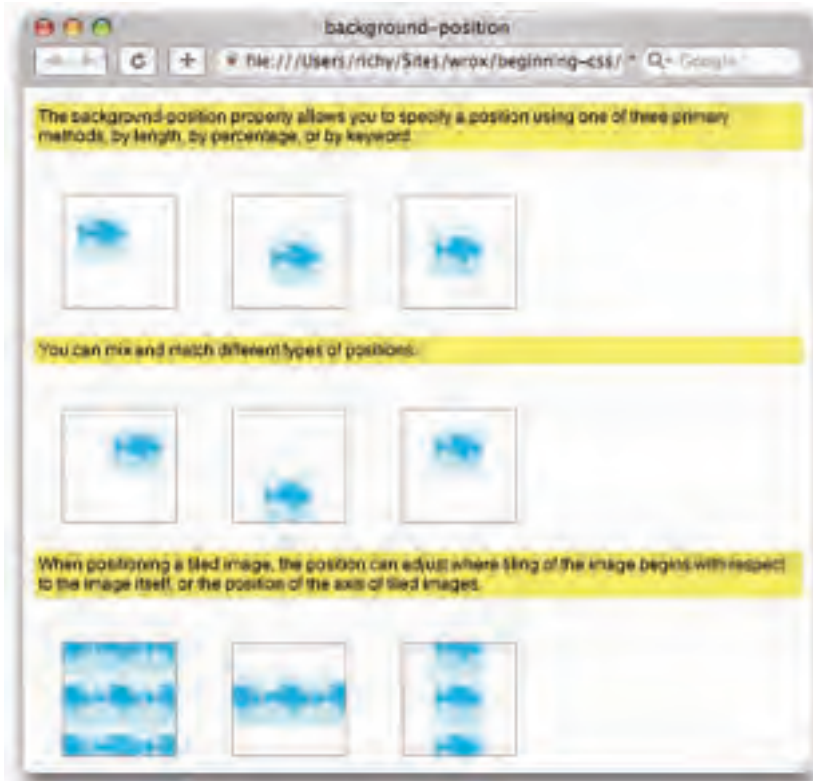 background-position
file:///Users/richy/Sites/wrox/beginning-css/
Google
The background-position property allows you to specify a position using one of three primary
methods, by length, by percentage, or by keyword.
You can mix and match different types of positions.
When positioning a tiled image, the position can adjust where tiling of the image begins with respect
to the image itself, or the position of the axis of tiled images.